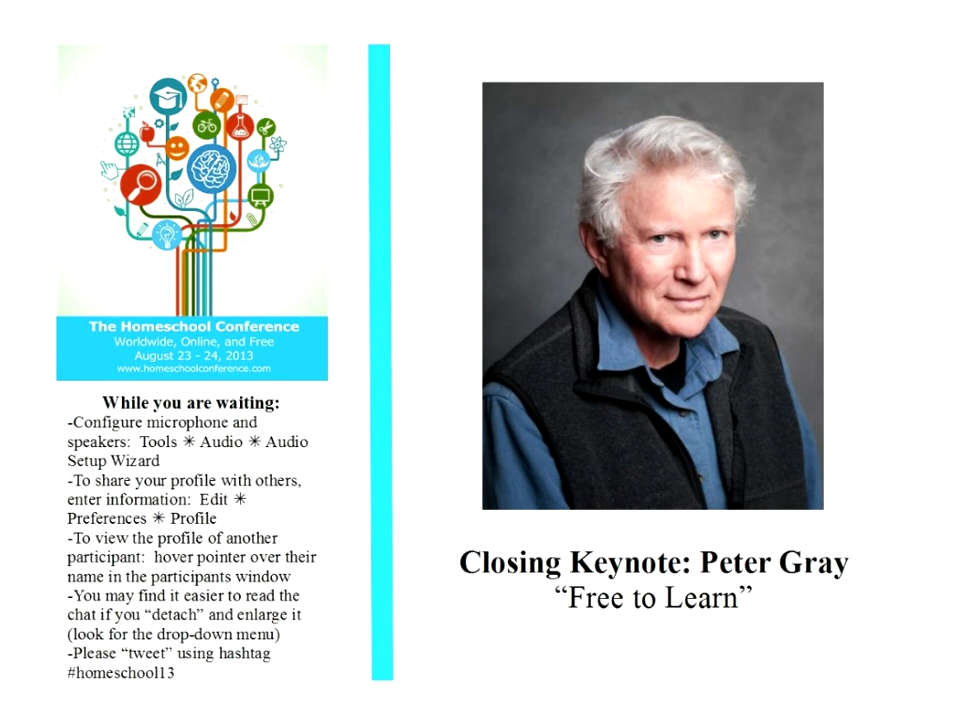 The Homeschool Conference
Worldwide, Online, and Free
August 23 - 24, 2013
www.homeschoolconference.com
While you are waiting:
-Configure microphone and
speakers:  Tools ✴ Audio ✴ Audio
Setup Wizard
-To share your profile with others,
enter information:  Edit ✴
Preferences ✴ Profile
-To view the profile of another
participant:  hover pointer over their
name in the participants window
-You may find it easier to read the
chat if you “detach” and enlarge it
(look for the drop-down menu)
-Please “tweet” using hashtag
#homeschool13
Closing Keynote: Peter Gray
“Free to Learn”